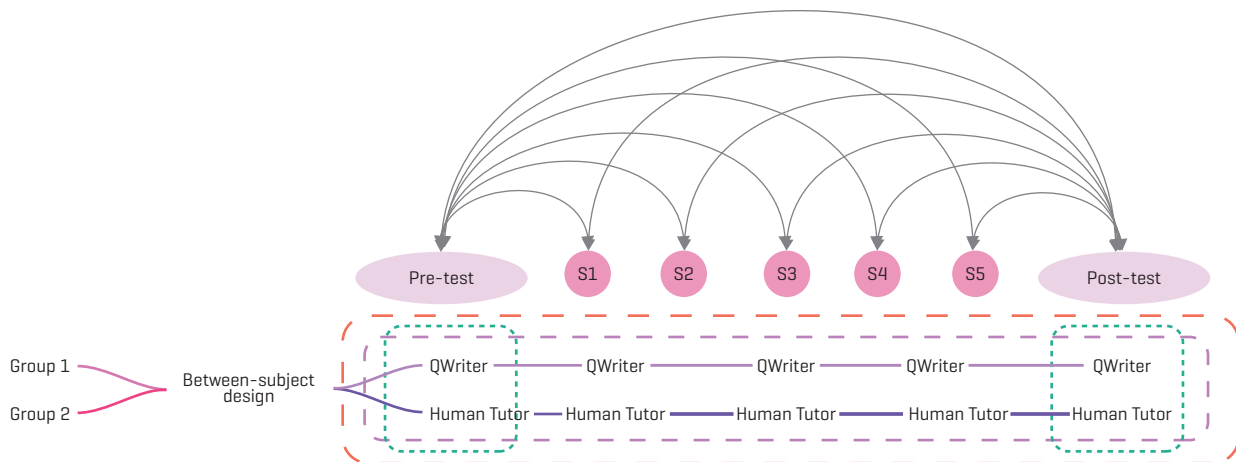 Pre-test S1 S2 S3 S4 S5 Post-test
Group 1
Group 2
Between-subject
design
QWriter QWriter QWriter QWriter QWriter
Human Tutor Human Tutor Human Tutor Human Tutor Human Tutor